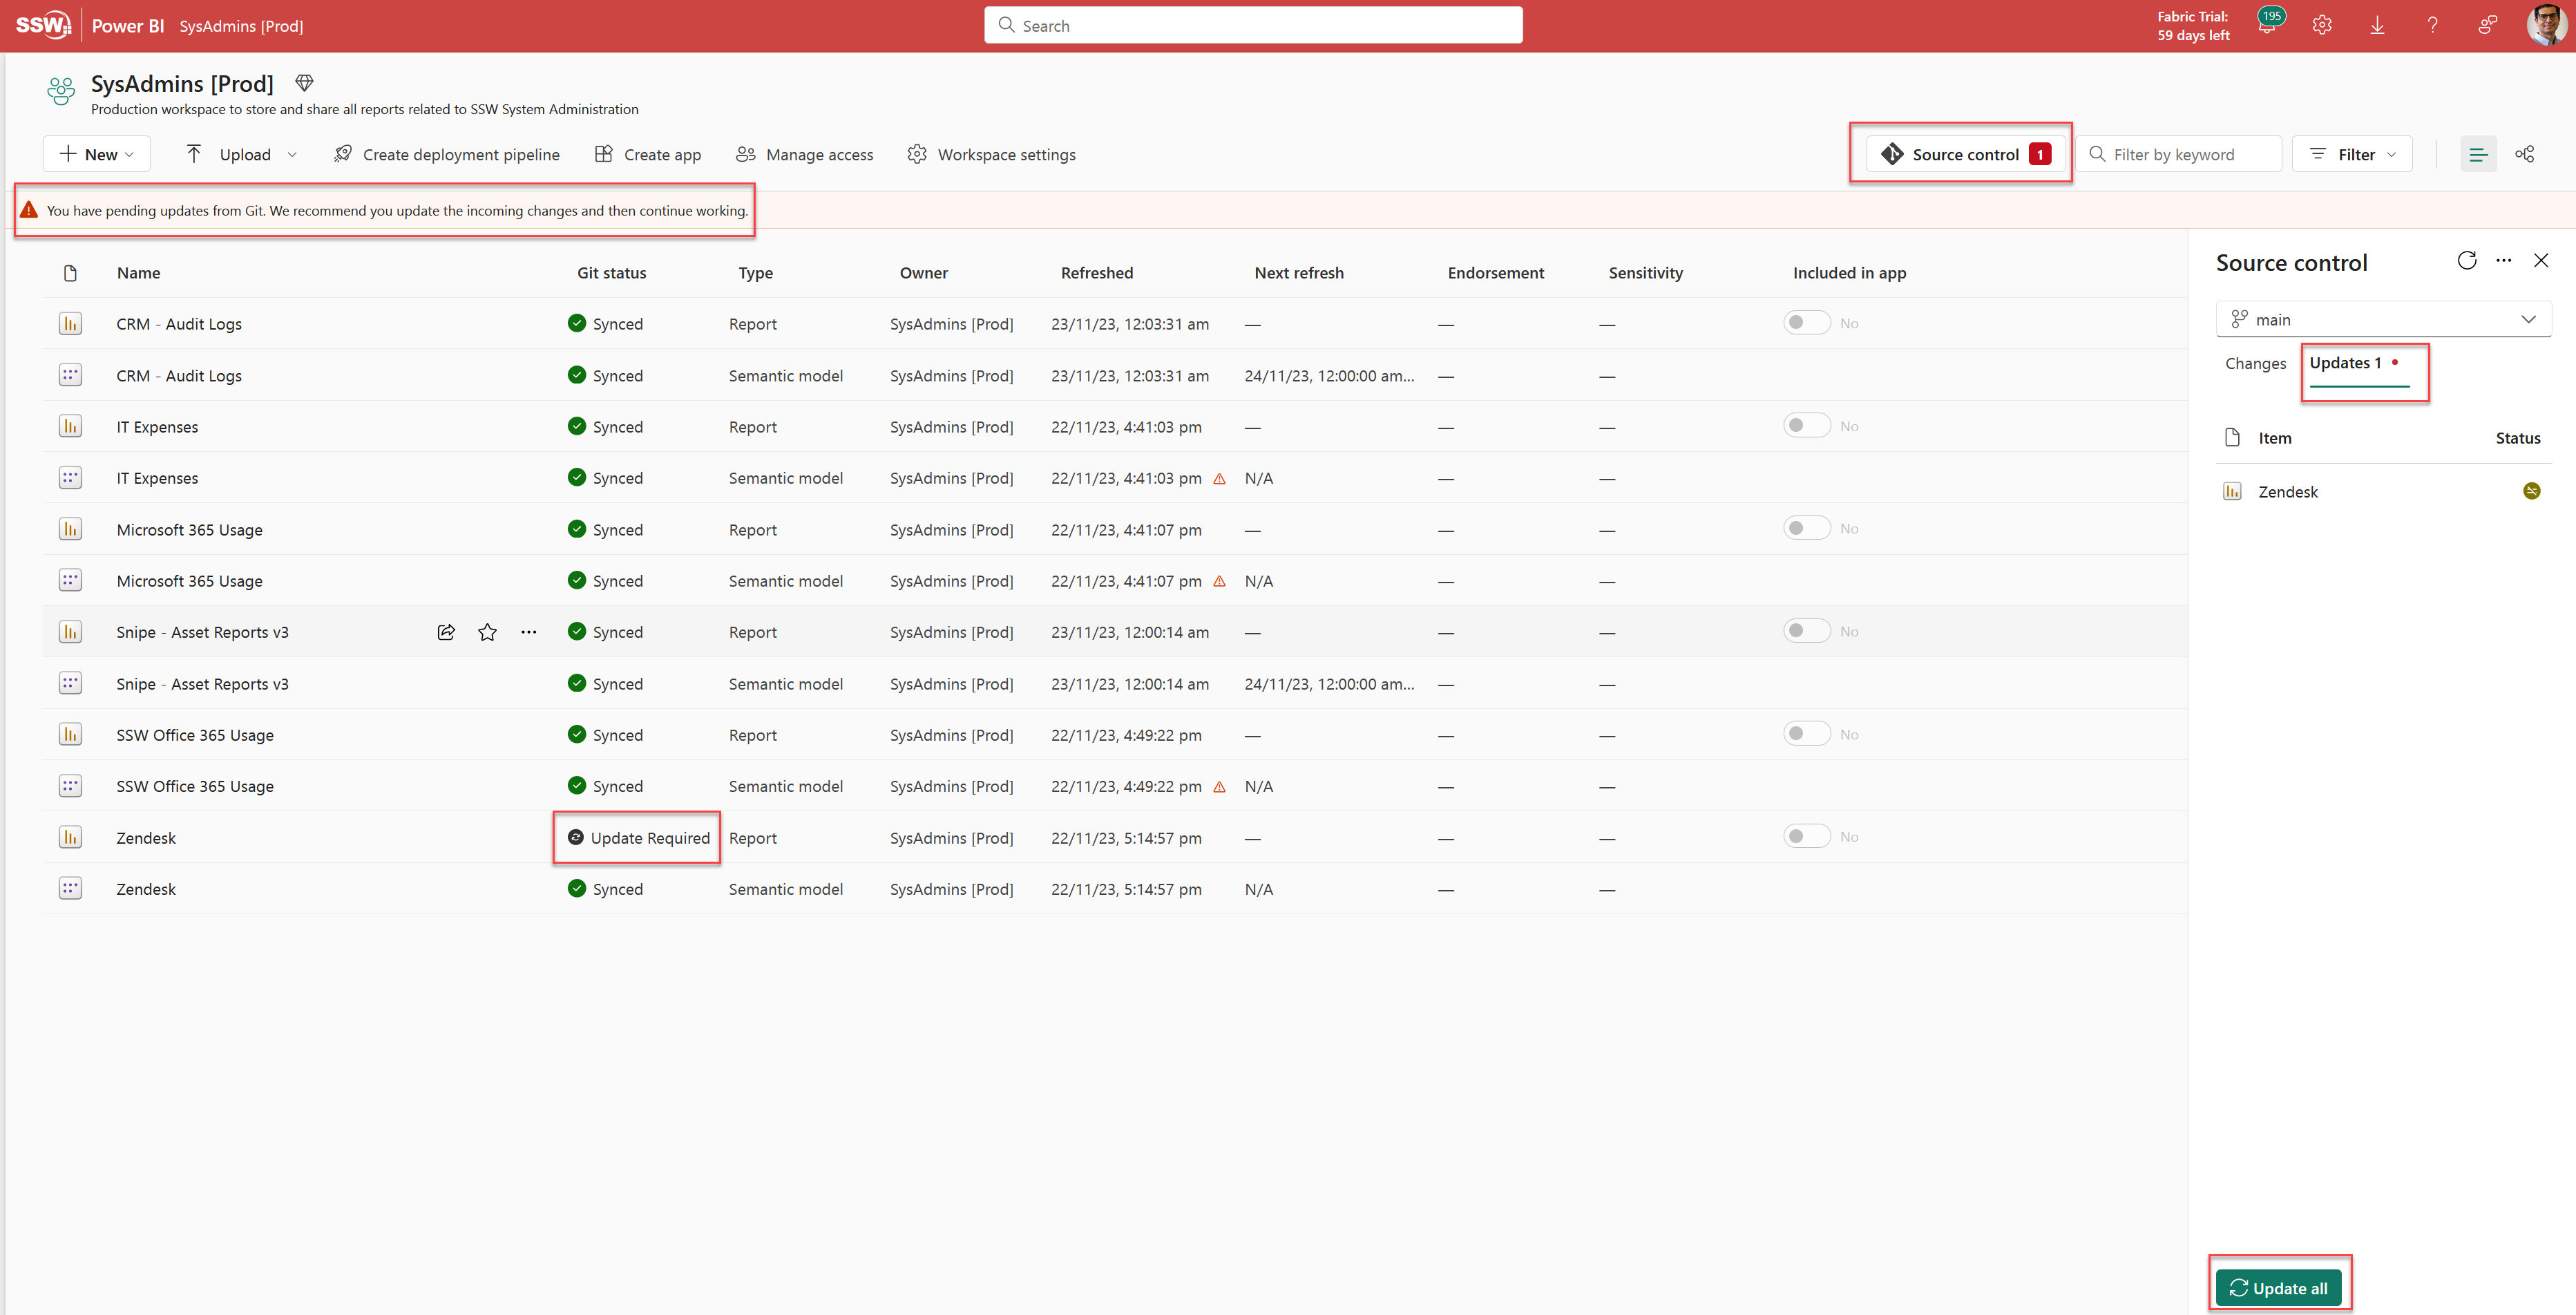 SSW Power BI SysAdmins [Prod] Search Fabric Trial: 195
59 days left
SysAdmins [Prod]
Production workspace to store and share all reports related to SSW System Administration
New Upload Create deployment pipeline Create app Manage access Workspace settings Source control 1 Filter by keyword Filter
You have pending updates from Git. We recommend you update the incoming changes and then continue working.
Name Git status Type Owner Refreshed Next refresh Endorsement Sensitivity Included in app
CRM - Audit Logs Synced Report SysAdmins [Prod] 23/11/23, 12:03:31 am — — — No
CRM - Audit Logs Synced Semantic model SysAdmins [Prod] 23/11/23, 12:03:31 am 24/11/23, 12:00:00 am... — —
IT Expenses Synced Report SysAdmins [Prod] 22/11/23, 4:41:03 pm — — — No
IT Expenses Synced Semantic model SysAdmins [Prod] 22/11/23, 4:41:03 pm N/A — —
Microsoft 365 Usage Synced Report SysAdmins [Prod] 22/11/23, 4:41:07 pm — — — No
Microsoft 365 Usage Synced Semantic model SysAdmins [Prod] 22/11/23, 4:41:07 pm N/A — —
Snipe - Asset Reports v3 Synced Report SysAdmins [Prod] 23/11/23, 12:00:14 am — — — No
Snipe - Asset Reports v3 Synced Semantic model SysAdmins [Prod] 23/11/23, 12:00:14 am 24/11/23, 12:00:00 am... — —
SSW Office 365 Usage Synced Report SysAdmins [Prod] 22/11/23, 4:49:22 pm — — — No
SSW Office 365 Usage Synced Semantic model SysAdmins [Prod] 22/11/23, 4:49:22 pm N/A — —
Zendesk Update Required Report SysAdmins [Prod] 22/11/23, 5:14:57 pm — — — No
Zendesk Synced Semantic model SysAdmins [Prod] 22/11/23, 5:14:57 pm N/A — —
Source control
main
Changes Updates 1
Item Status
Zendesk
Update all